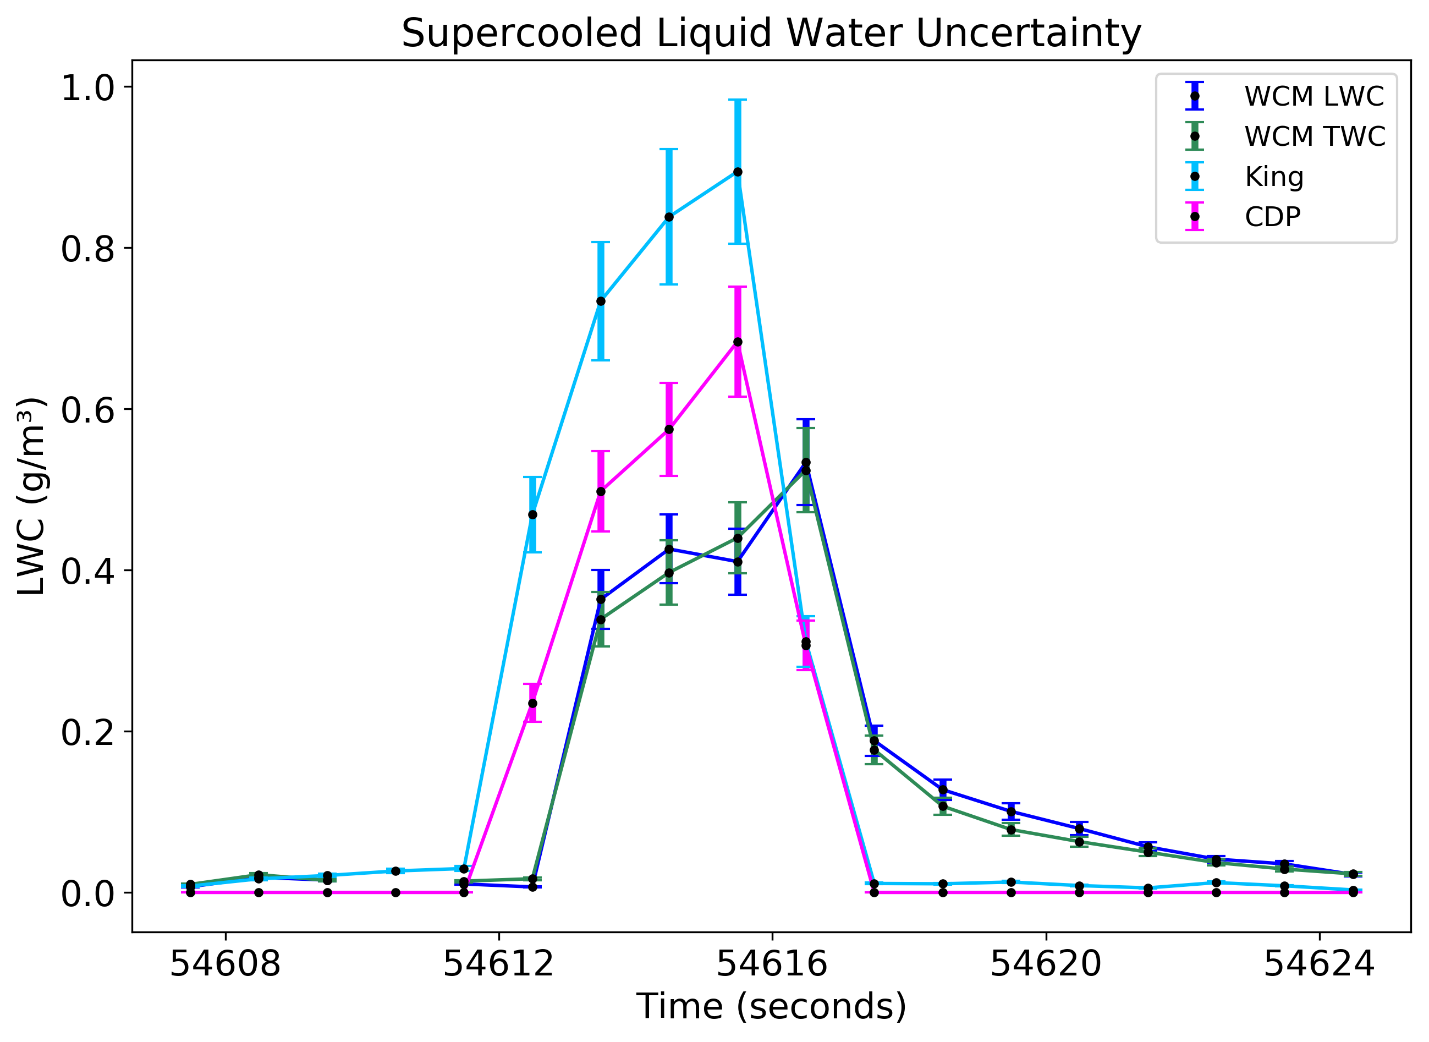 Supercooled Liquid Water Uncertainty
WCM LWC
WCM TWC
King
CDP
LWC (g/m³)
1.0
0.8
0.6
0.4
0.2
0.0
54608 54612 54616 54620 54624
Time (seconds)